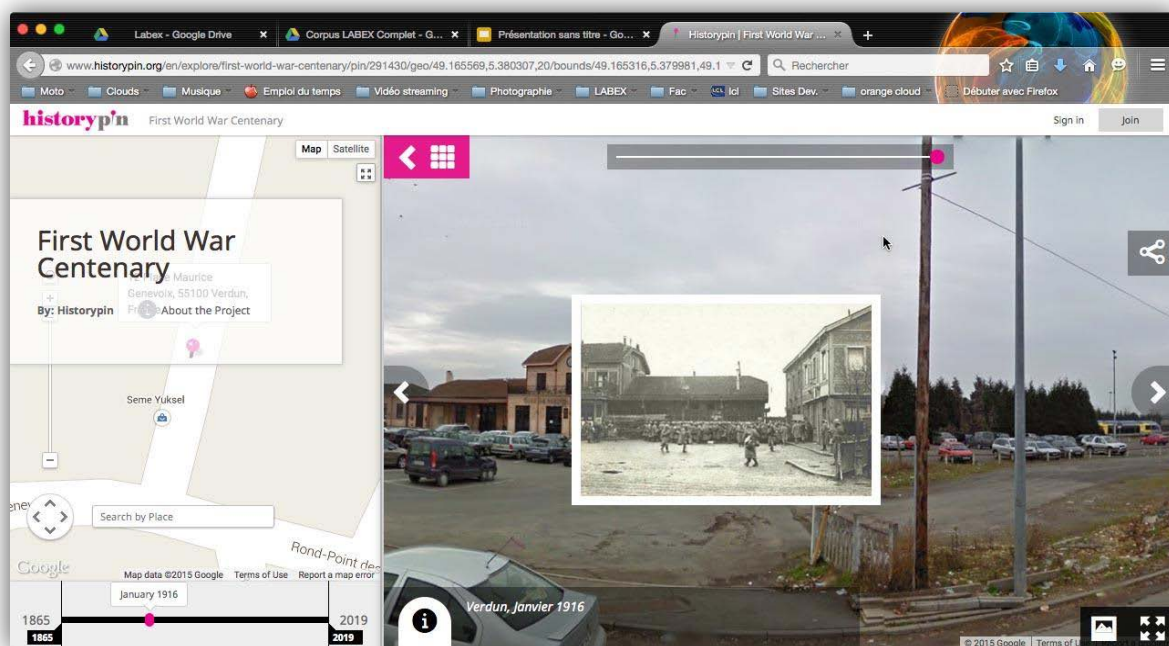 Labex - Google Drive
Corpus LABEX Complet - G...
Présentation sans titre - Go...
Historypin | First World War ...
www.historypin.org/en/explore/first-world-war-centenary/pin/291430/geo/49.165569,5.380307,20/bounds/49.165316,5.379981,49.1
Rechercher
Moto
Clouds
Musique
Emploi du temps
Vidéo streaming
Photographie
LABEX
Fac
LCL
lcl
Sites Dev.
orange cloud
Débuter avec Firefox
historypin
First World War Centenary
Sign in
Join
Map
Satellite
First World War
Centenary
Place Maurice
Genevoix, 55100 Verdun,
By: Historypin
About the Project
Seme Yuksel
Search by Place
Rond-Point des
Google
Map data ©2015 Google
Terms of Use
Report a map error
January 1916
1865
2019
1865
2019
Verdun, Janvier 1916
© 2015 Google
Terms of